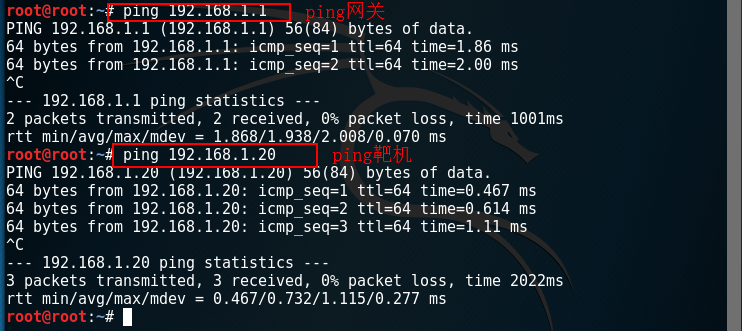 root@root:~# ping 192.168.1.1 ping网关
PING 192.168.1.1 (192.168.1.1) 56(84) bytes of data.
64 bytes from 192.168.1.1: icmp_seq=1 ttl=64 time=1.86 ms
64 bytes from 192.168.1.1: icmp_seq=2 ttl=64 time=2.00 ms
^C
--- 192.168.1.1 ping statistics ---
2 packets transmitted, 2 received, 0% packet loss, time 1001ms
rtt min/avg/max/mdev = 1.868/1.938/2.008/0.070 ms
root@root:~# ping 192.168.1.20 ping靶机
PING 192.168.1.20 (192.168.1.20) 56(84) bytes of data.
64 bytes from 192.168.1.20: icmp_seq=1 ttl=64 time=0.467 ms
64 bytes from 192.168.1.20: icmp_seq=2 ttl=64 time=0.614 ms
64 bytes from 192.168.1.20: icmp_seq=3 ttl=64 time=1.11 ms
^C
--- 192.168.1.20 ping statistics ---
3 packets transmitted, 3 received, 0% packet loss, time 2022ms
rtt min/avg/max/mdev = 0.467/0.732/1.115/0.277 ms
root@root:~#